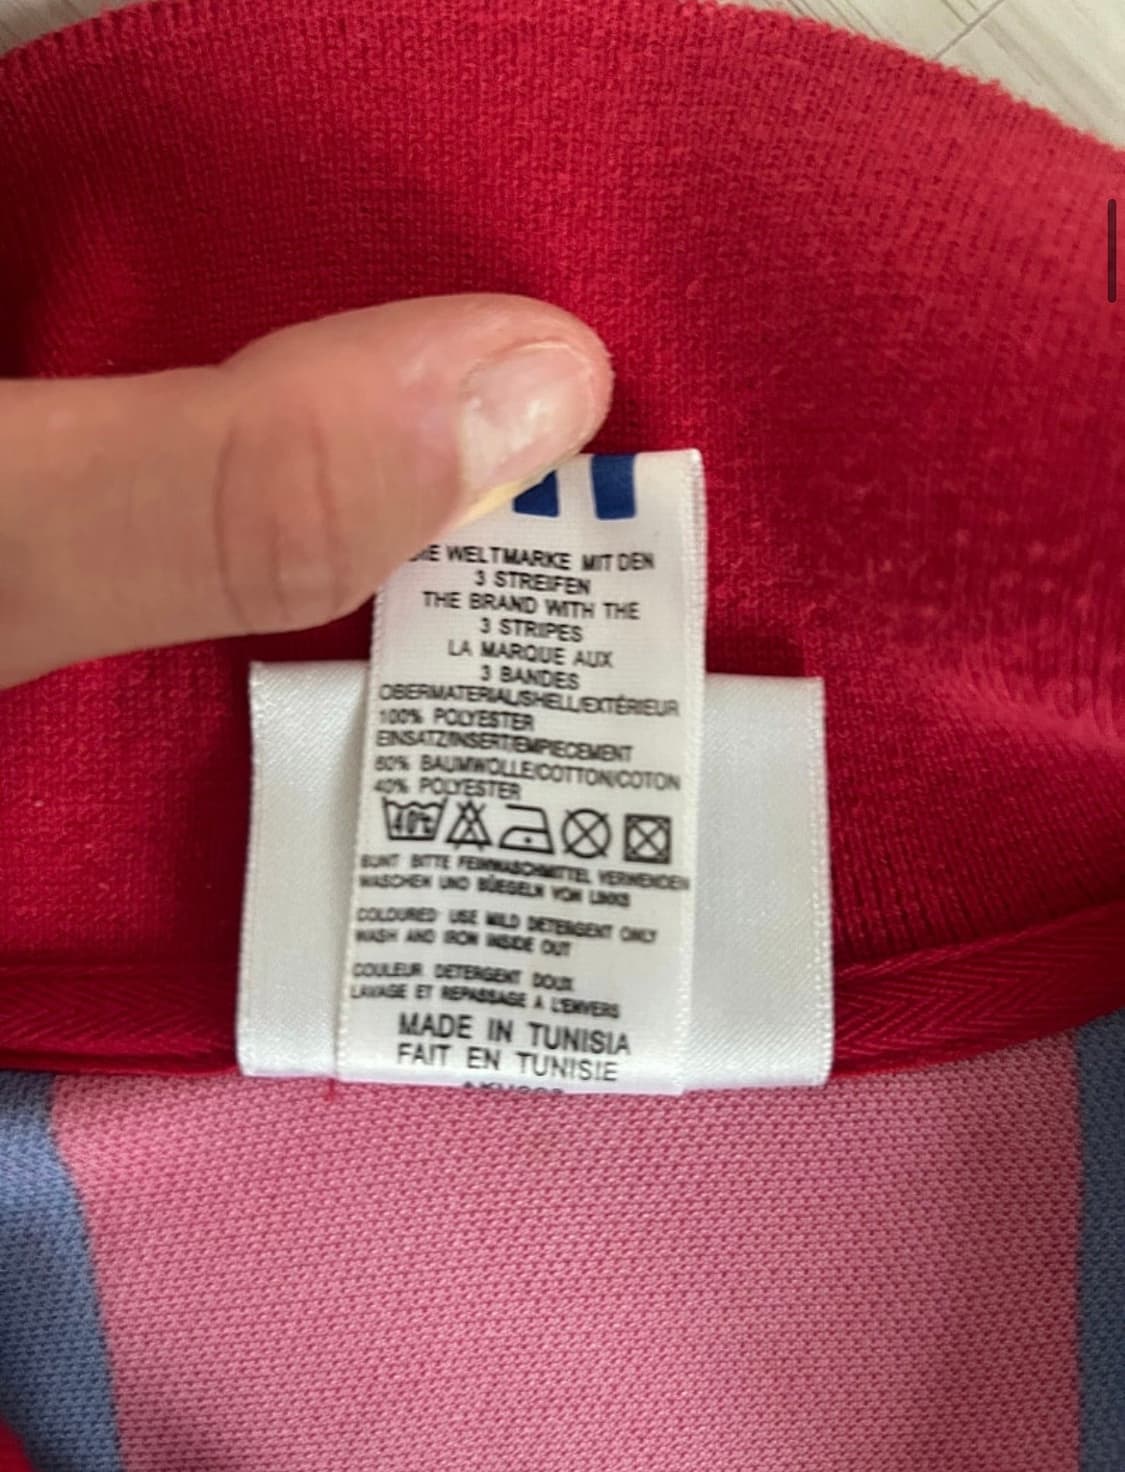 DIE WELTMARKE MIT DEN
3 STREIFEN
THE BRAND WITH THE
3 STRIPES
LA MARQUE AUX
3 BANDES
OBERMATERIAL/SHELL/EXTÉRIEUR
100% POLYESTER
EINSATZ/INSERT/EMPIECEMENT
60% BAUMWOLLE/COTTON/COTON
40% POLYESTER
40°C
BUNT BITTE FEINWASCHMITTEL VERWENDEN
WASCHEN UND BÜEGELN VON LINKS
COLOURED USE MILD DETERGENT ONLY
WASH AND IRON INSIDE OUT
COULEUR DETERGENT DOUX
LAVAGE ET REPASSAGE A L'ENVERS
MADE IN TUNISIA
FAIT EN TUNISIE